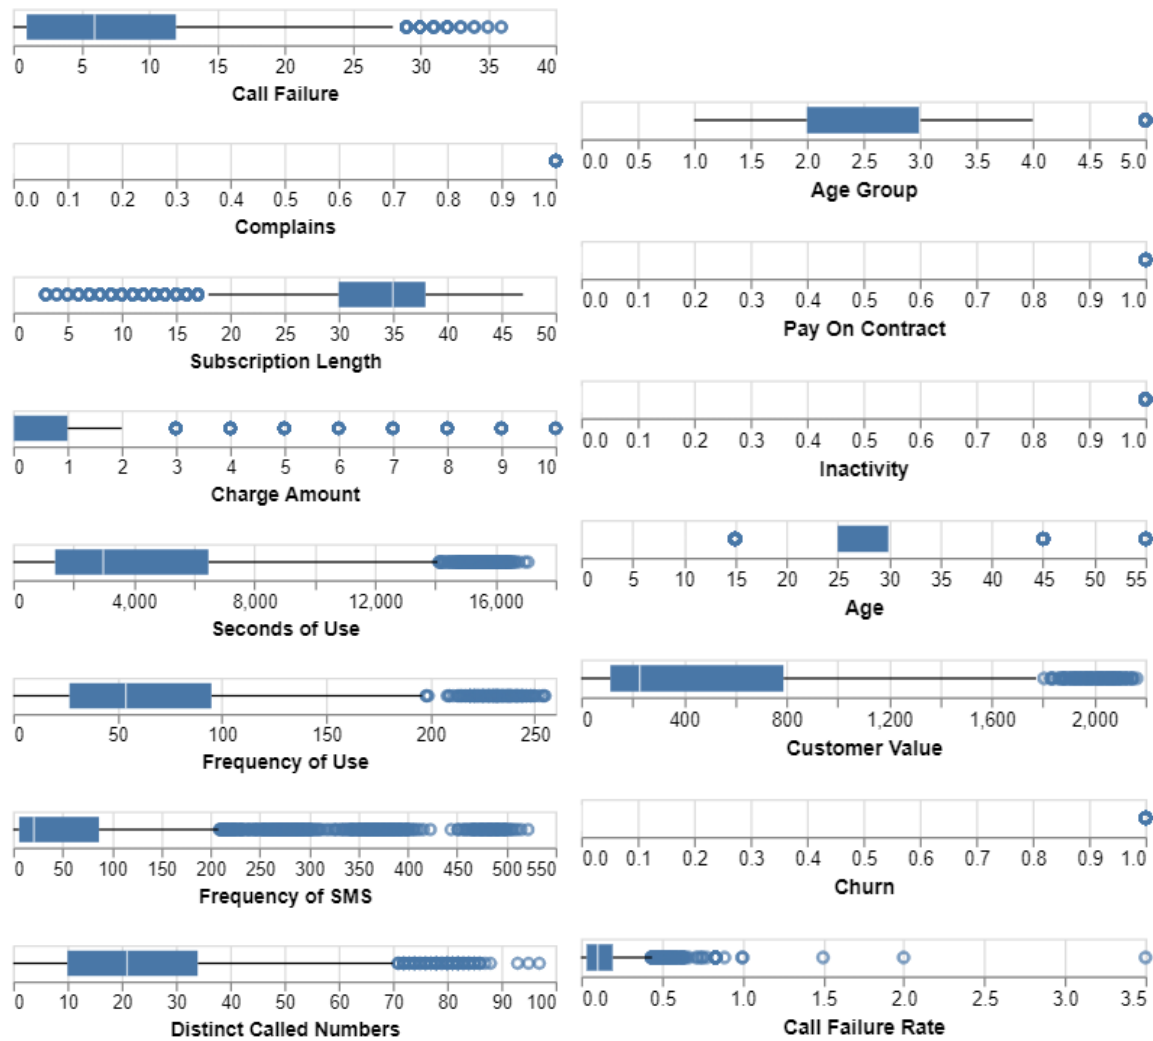 0 5 10 15 20 25 30 35 40
Call Failure
0.0 0.1 0.2 0.3 0.4 0.5 0.6 0.7 0.8 0.9 1.0
Complains
0 5 10 15 20 25 30 35 40 45 50
Subscription Length
0 1 2 3 4 5 6 7 8 9 10
Charge Amount
0 4,000 8,000 12,000 16,000
Seconds of Use
0 50 100 150 200 250
Frequency of Use
0 50 100 150 200 250 300 350 400 450 500 550
Frequency of SMS
0 10 20 30 40 50 60 70 80 90 100
Distinct Called Numbers
0.0 0.5 1.0 1.5 2.0 2.5 3.0 3.5 4.0 4.5 5.0
Age Group
0.0 0.1 0.2 0.3 0.4 0.5 0.6 0.7 0.8 0.9 1.0
Pay On Contract
0.0 0.1 0.2 0.3 0.4 0.5 0.6 0.7 0.8 0.9 1.0
Inactivity
0 5 10 15 20 25 30 35 40 45 50 55
Age
0 400 800 1,200 1,600 2,000
Customer Value
0.0 0.1 0.2 0.3 0.4 0.5 0.6 0.7 0.8 0.9 1.0
Churn
0.0 0.5 1.0 1.5 2.0 2.5 3.0 3.5
Call Failure Rate